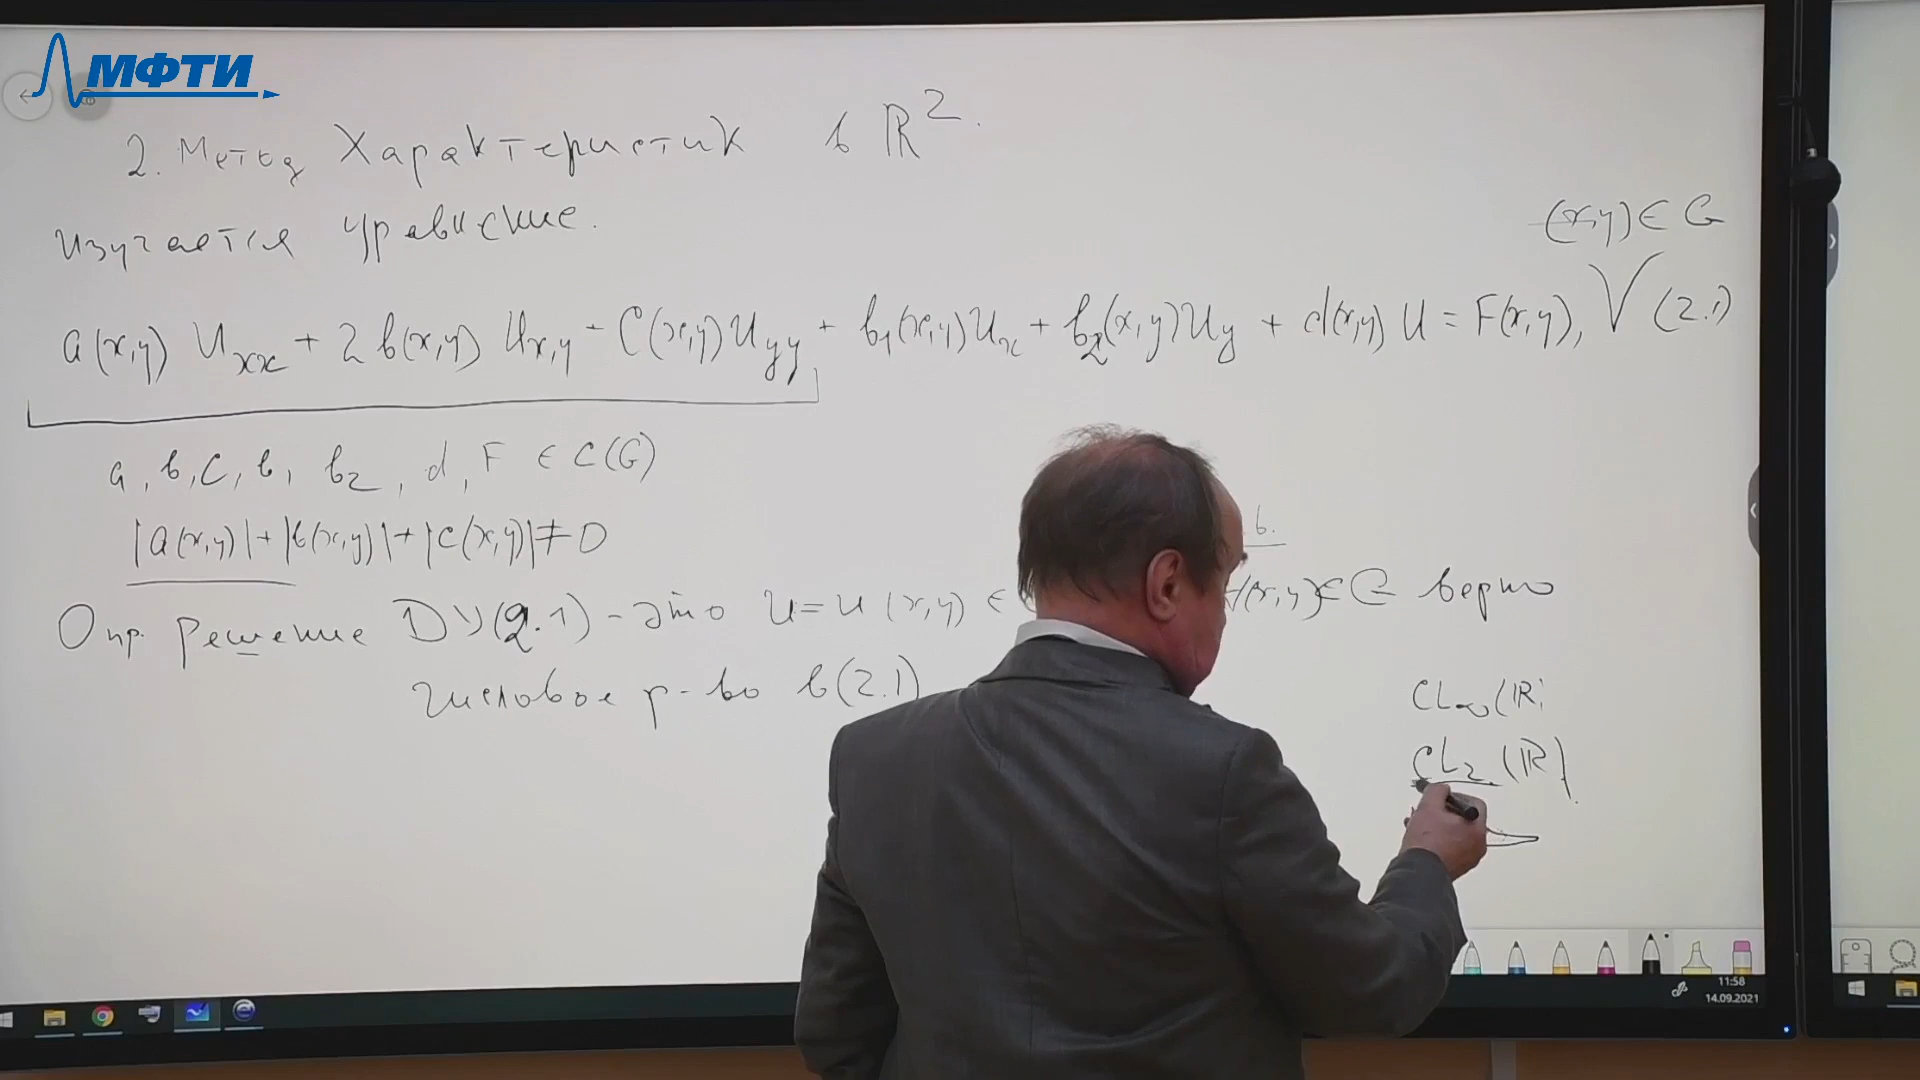 МФТИ
2. Метод характеристик в ℝ².
Изучается уравнение.
(x,y)∈G
a(x,y) U_xx + 2b(x,y) U_x,y + C(x,y)U_yy + b₁(x,y)U_x + b₂(x,y)U_y + d(x,y) U = F(x,y), (2.1)
a, b, C, b₁, b₂, d, F ∈ C(G)
|a(x,y)|+|b(x,y)|+|C(x,y)|≠0
Опр. Решение ДУ(2.1) - это U=U(x,y) ∈ (x,y)∈G верно
числовое р-во в (2.1)
CL∞(ℝ)
CL₂(ℝ)
11:58
14.09.2021